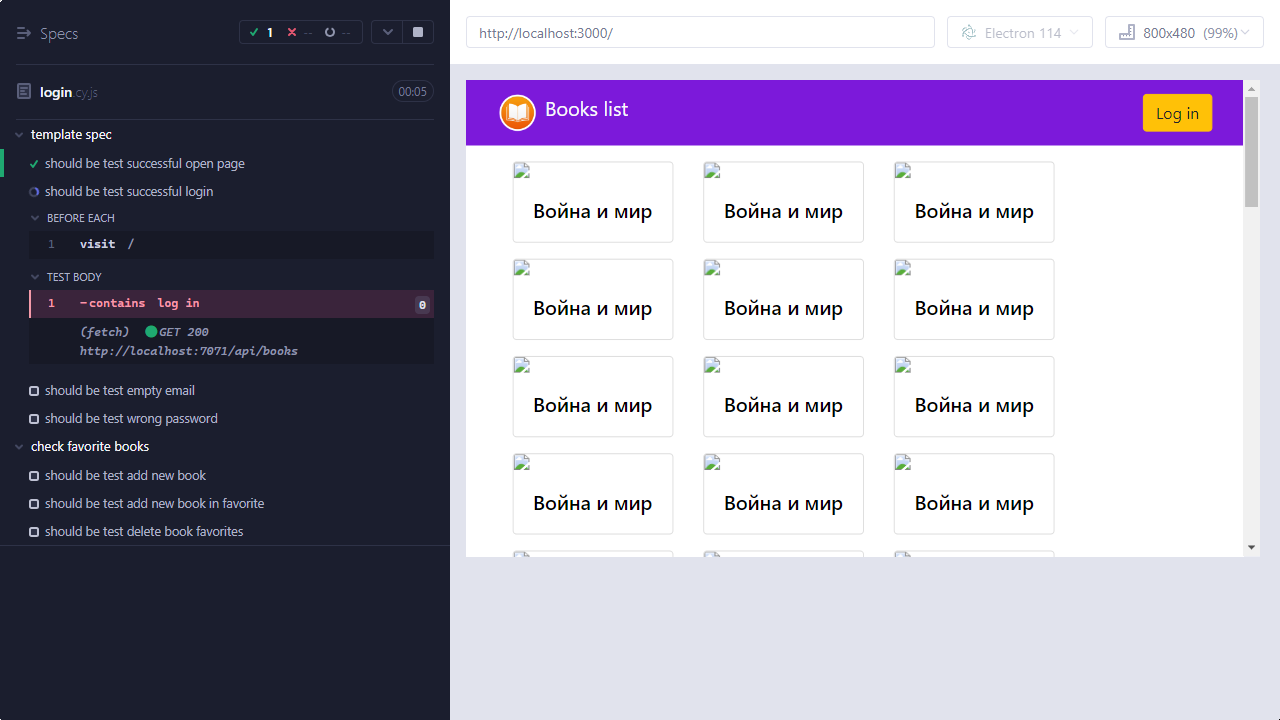 Specs
1
--
--
login.cy.js
00:05
template spec
should be test successful open page
should be test successful login
BEFORE EACH
1 visit /
TEST BODY
1 -contains log in 0
(fetch) GET 200
http://localhost:7071/api/books
should be test empty email
should be test wrong password
check favorite books
should be test add new book
should be test add new book in favorite
should be test delete book favorites
http://localhost:3000/
Electron 114
800x480 (99%)
Books list
Log in
Война и мир Война и мир Война и мир
Война и мир Война и мир Война и мир
Война и мир Война и мир Война и мир
Война и мир Война и мир Война и мир